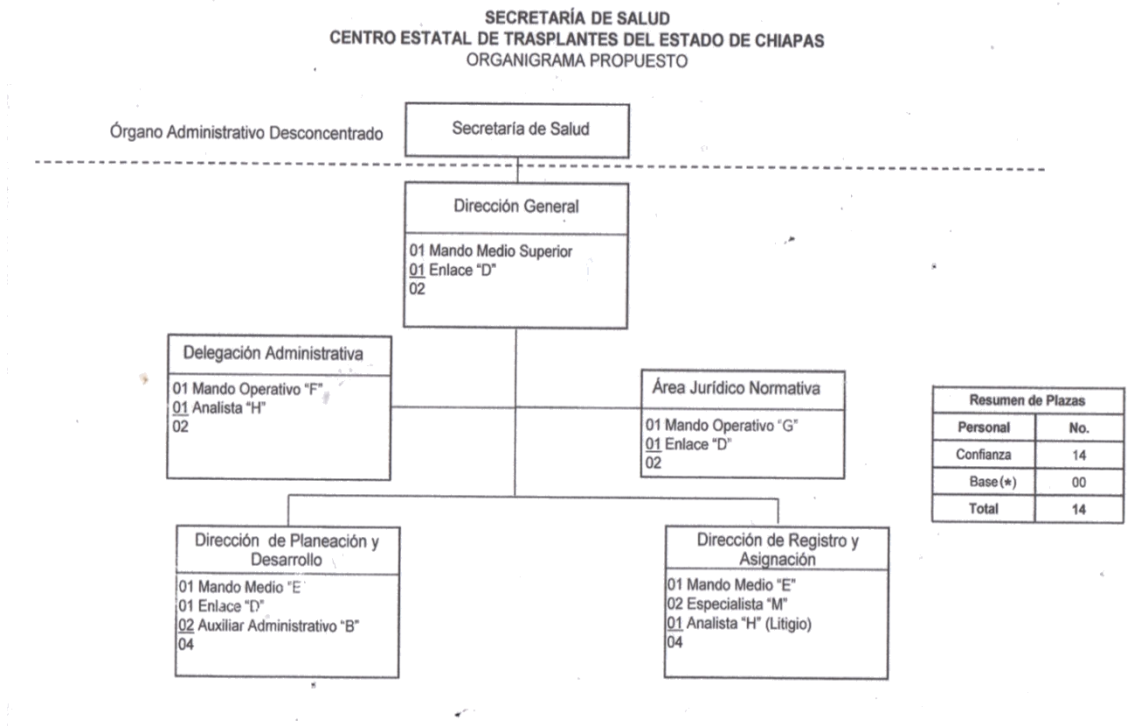 SECRETARÍA DE SALUD
CENTRO ESTATAL DE TRASPLANTES DEL ESTADO DE CHIAPAS
ORGANIGRAMA PROPUESTO
Órgano Administrativo Desconcentrado
Secretaría de Salud
Dirección General
01 Mando Medio Superior
01 Enlace “D”
02
Delegación Administrativa
01 Mando Operativo “F”
01 Analista “H”
02
Área Jurídico Normativa
01 Mando Operativo “G”
01 Enlace “D”
02
Resumen de Plazas
Personal No.
Confianza 14
Base(*) 00
Total 14
Dirección de Planeación y
Desarrollo
01 Mando Medio “E
01 Enlace “D”
02 Auxiliar Administrativo “B”
04
Dirección de Registro y
Asignación
01 Mando Medio “E”
02 Especialista “M”
01 Analista “H” (Litigio)
04